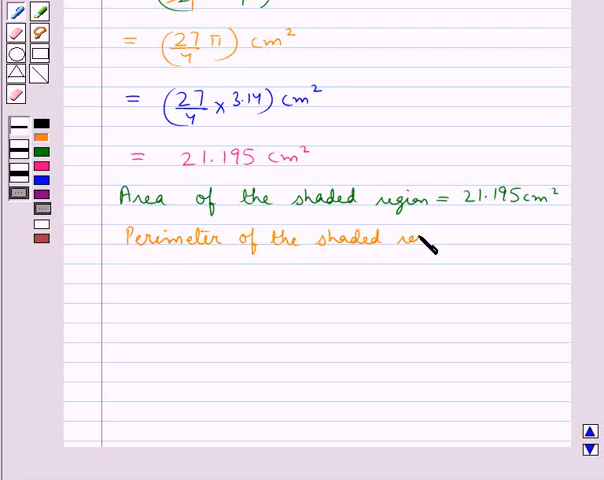 = (27/4 π) cm²
= (27/4 × 3.14) cm²
= 21.195 cm²
Area of the shaded region = 21.195 cm²
Perimeter of the shaded re